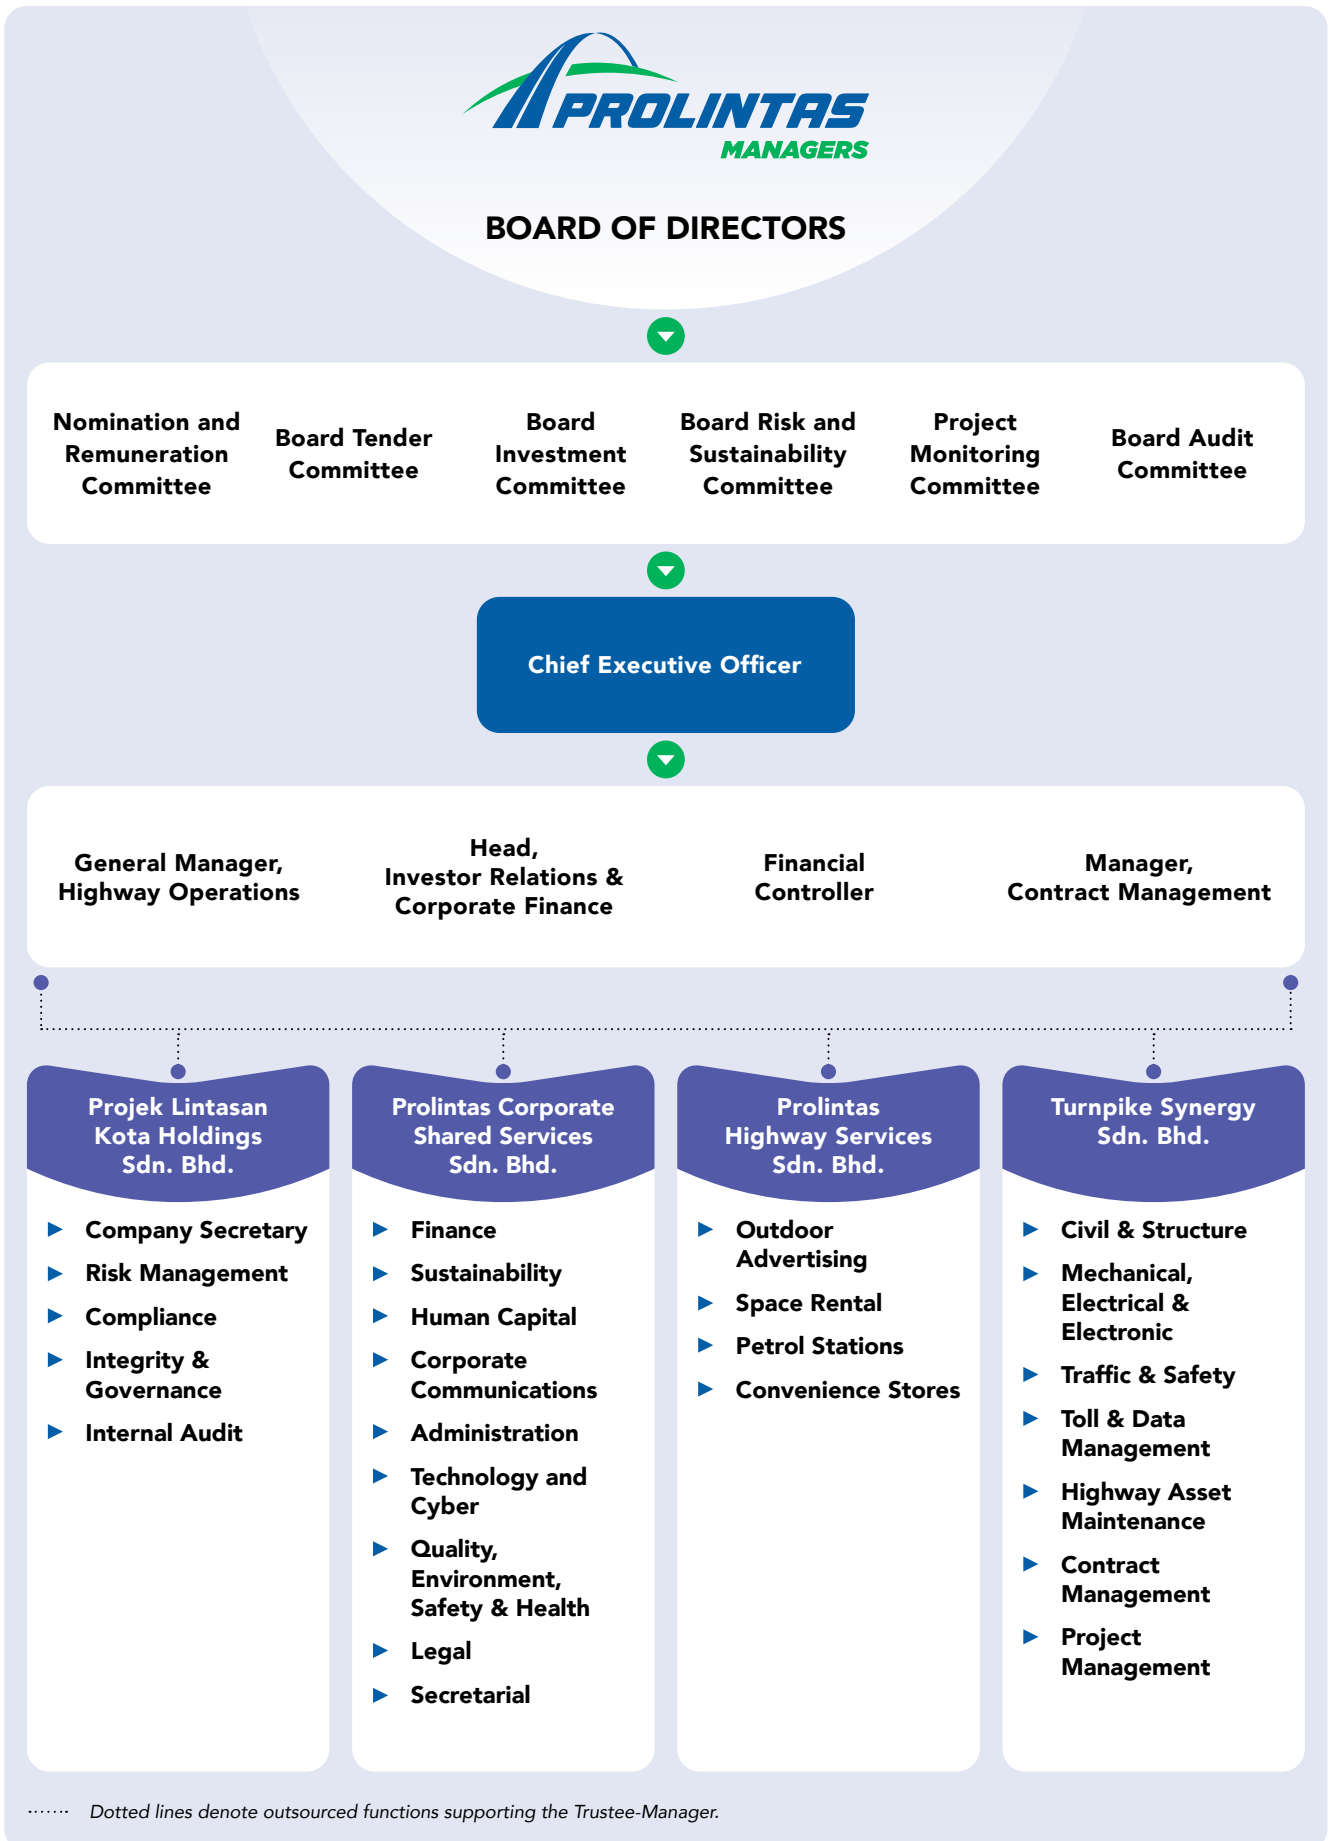 PROLINTAS
MANAGERS
BOARD OF DIRECTORS
Nomination and
Remuneration
Committee
Board Tender
Committee
Board
Investment
Committee
Board Risk and
Sustainability
Committee
Project
Monitoring
Committee
Board Audit
Committee
Chief Executive Officer
General Manager,
Highway Operations
Head,
Investor Relations &
Corporate Finance
Financial
Controller
Manager,
Contract Management
Projek Lintasan
Kota Holdings
Sdn. Bhd.
Company Secretary
Risk Management
Compliance
Integrity &
Governance
Internal Audit
Prolintas Corporate
Shared Services
Sdn. Bhd.
Finance
Sustainability
Human Capital
Corporate
Communications
Administration
Technology and
Cyber
Quality,
Environment,
Safety & Health
Legal
Secretarial
Prolintas
Highway Services
Sdn. Bhd.
Outdoor
Advertising
Space Rental
Petrol Stations
Convenience Stores
Turnpike Synergy
Sdn. Bhd.
Civil & Structure
Mechanical,
Electrical &
Electronic
Traffic & Safety
Toll & Data
Management
Highway Asset
Maintenance
Contract
Management
Project
Management
Dotted lines denote outsourced functions supporting the Trustee-Manager.